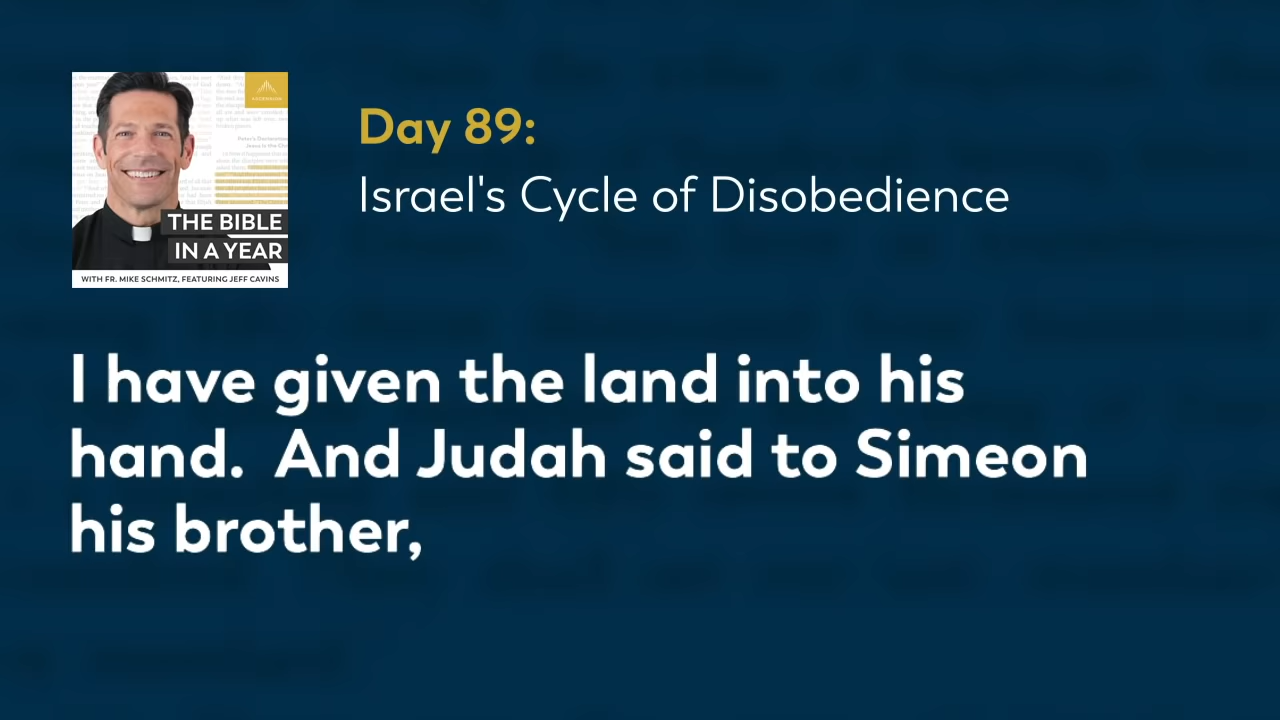 Day 89:
Israel's Cycle of Disobedience
THE BIBLE
IN A YEAR
WITH FR. MIKE SCHMITZ, FEATURING JEFF CAVINS
I have given the land into his
hand.  And Judah said to Simeon
his brother,